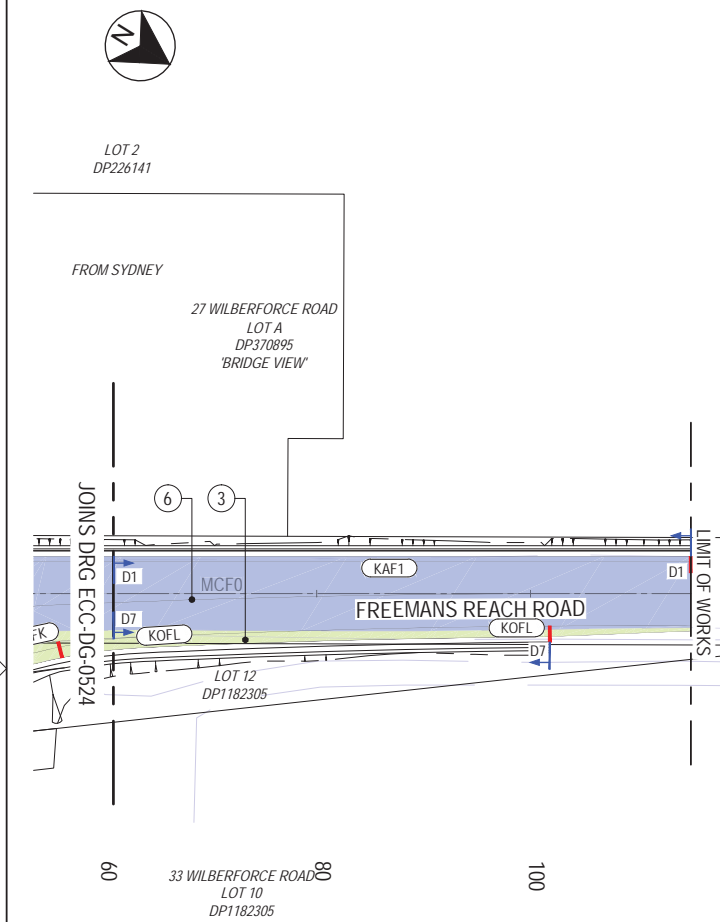 N
LOT 2
DP226141
FROM SYDNEY
27 WILBERFORCE ROAD
LOT A
DP370895
'BRIDGE VIEW'
JOINS DRG ECC-DG-0524
6
3
LIMIT OF WORKS
KAF1
D1
D1
MCF0
FREEMANS REACH ROAD
D7
KOFL
KOFL
FK
D7
LOT 12
DP1182305
60
80
100
33 WILBERFORCE ROAD
LOT 10
DP1182305